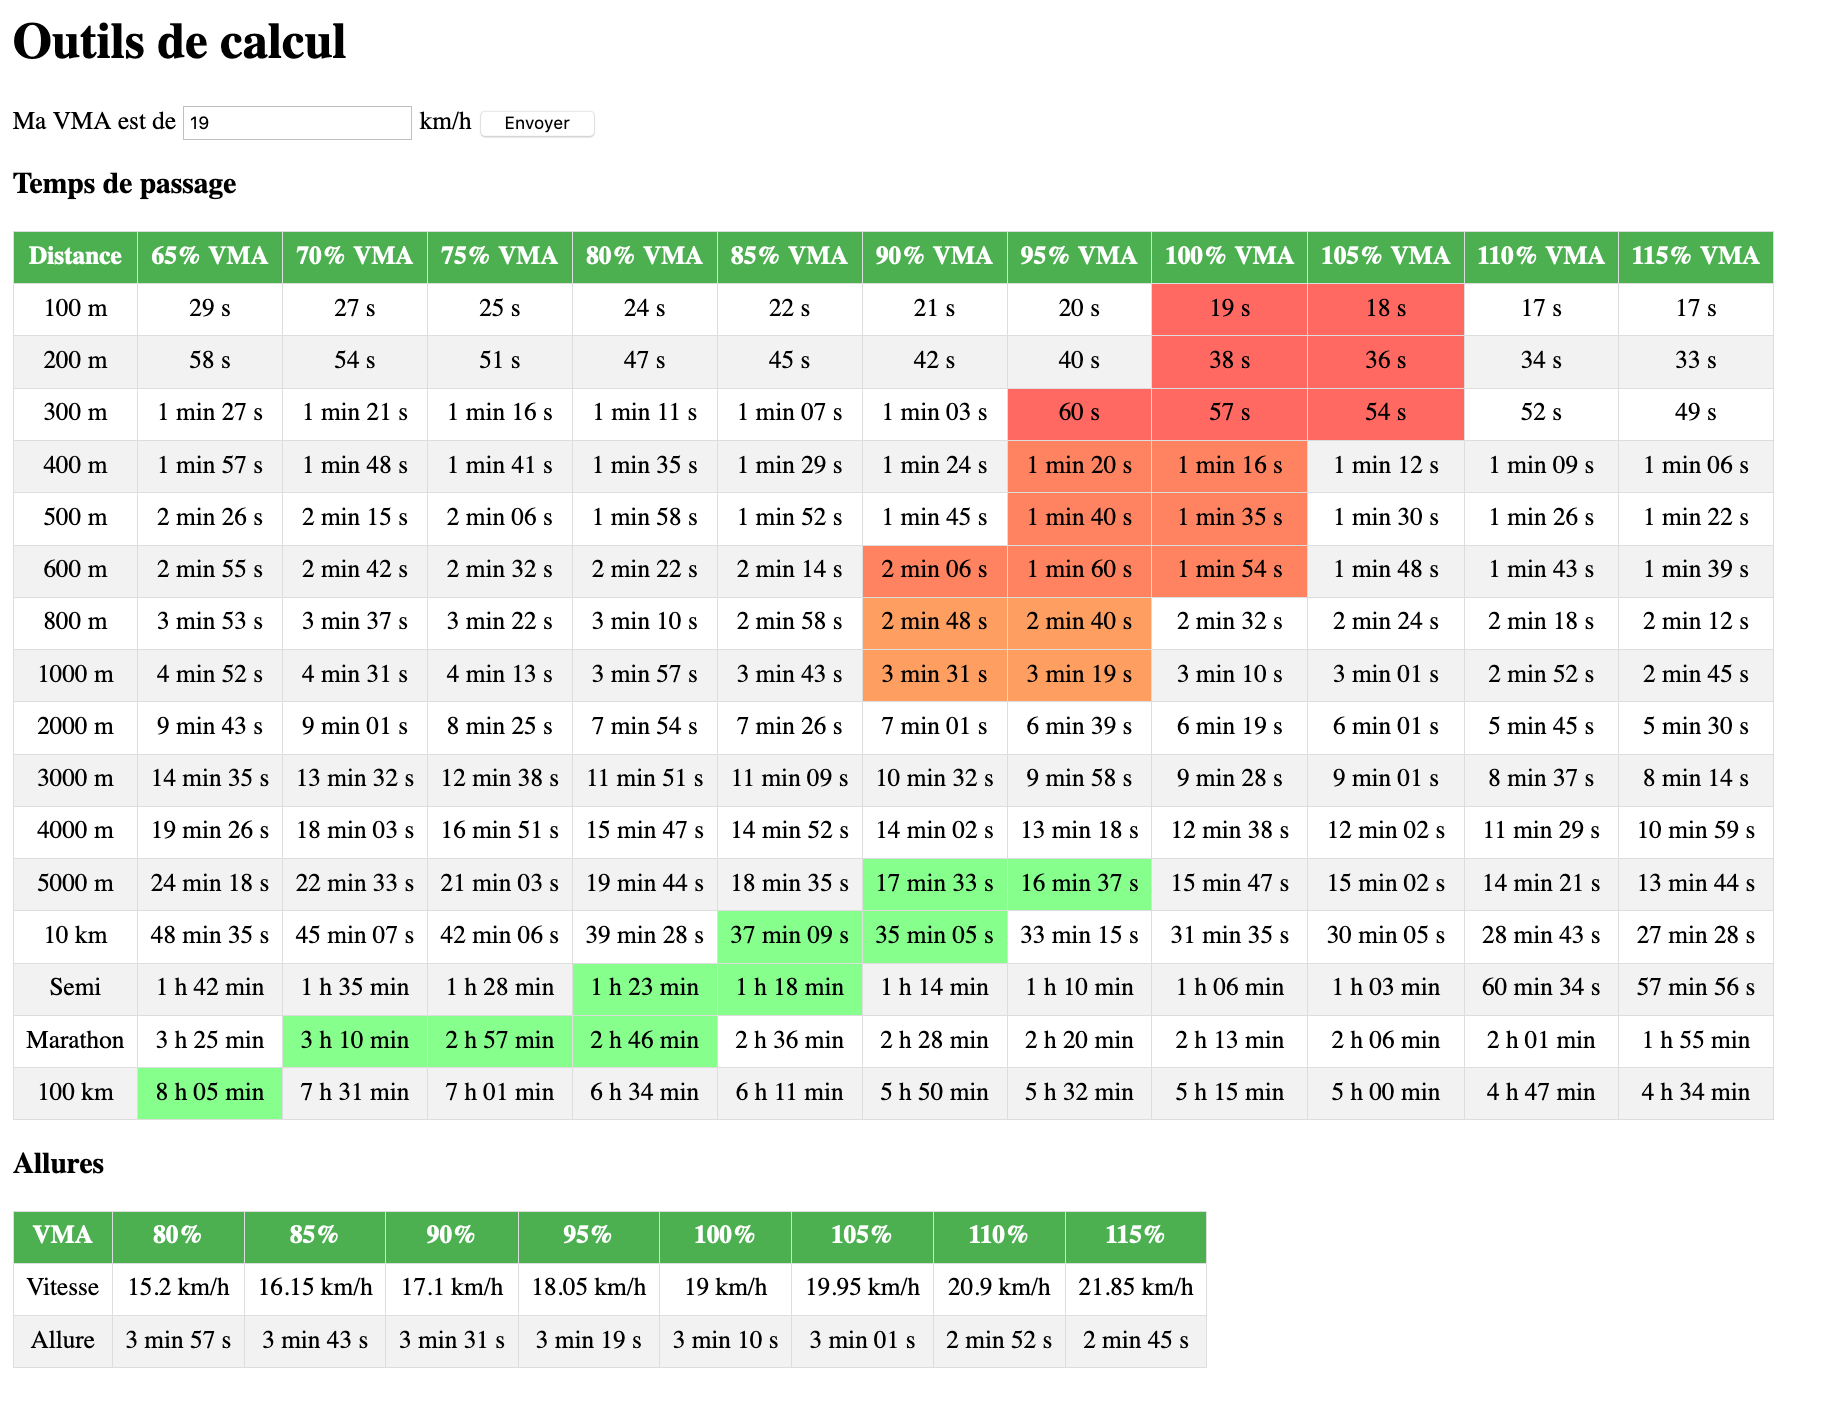 Outils de calcul
Ma VMA est de 19 km/h Envoyer
Temps de passage
Distance 65% VMA 70% VMA 75% VMA 80% VMA 85% VMA 90% VMA 95% VMA 100% VMA 105% VMA 110% VMA 115% VMA
100 m 29 s 27 s 25 s 24 s 22 s 21 s 20 s 19 s 18 s 17 s 17 s
200 m 58 s 54 s 51 s 47 s 45 s 42 s 40 s 38 s 36 s 34 s 33 s
300 m 1 min 27 s 1 min 21 s 1 min 16 s 1 min 11 s 1 min 07 s 1 min 03 s 60 s 57 s 54 s 52 s 49 s
400 m 1 min 57 s 1 min 48 s 1 min 41 s 1 min 35 s 1 min 29 s 1 min 24 s 1 min 20 s 1 min 16 s 1 min 12 s 1 min 09 s 1 min 06 s
500 m 2 min 26 s 2 min 15 s 2 min 06 s 1 min 58 s 1 min 52 s 1 min 45 s 1 min 40 s 1 min 35 s 1 min 30 s 1 min 26 s 1 min 22 s
600 m 2 min 55 s 2 min 42 s 2 min 32 s 2 min 22 s 2 min 14 s 2 min 06 s 1 min 60 s 1 min 54 s 1 min 48 s 1 min 43 s 1 min 39 s
800 m 3 min 53 s 3 min 37 s 3 min 22 s 3 min 10 s 2 min 58 s 2 min 48 s 2 min 40 s 2 min 32 s 2 min 24 s 2 min 18 s 2 min 12 s
1000 m 4 min 52 s 4 min 31 s 4 min 13 s 3 min 57 s 3 min 43 s 3 min 31 s 3 min 19 s 3 min 10 s 3 min 01 s 2 min 52 s 2 min 45 s
2000 m 9 min 43 s 9 min 01 s 8 min 25 s 7 min 54 s 7 min 26 s 7 min 01 s 6 min 39 s 6 min 19 s 6 min 01 s 5 min 45 s 5 min 30 s
3000 m 14 min 35 s 13 min 32 s 12 min 38 s 11 min 51 s 11 min 09 s 10 min 32 s 9 min 58 s 9 min 28 s 9 min 01 s 8 min 37 s 8 min 14 s
4000 m 19 min 26 s 18 min 03 s 16 min 51 s 15 min 47 s 14 min 52 s 14 min 02 s 13 min 18 s 12 min 38 s 12 min 02 s 11 min 29 s 10 min 59 s
5000 m 24 min 18 s 22 min 33 s 21 min 03 s 19 min 44 s 18 min 35 s 17 min 33 s 16 min 37 s 15 min 47 s 15 min 02 s 14 min 21 s 13 min 44 s
10 km 48 min 35 s 45 min 07 s 42 min 06 s 39 min 28 s 37 min 09 s 35 min 05 s 33 min 15 s 31 min 35 s 30 min 05 s 28 min 43 s 27 min 28 s
Semi 1 h 42 min 1 h 35 min 1 h 28 min 1 h 23 min 1 h 18 min 1 h 14 min 1 h 10 min 1 h 06 min 1 h 03 min 60 min 34 s 57 min 56 s
Marathon 3 h 25 min 3 h 10 min 2 h 57 min 2 h 46 min 2 h 36 min 2 h 28 min 2 h 20 min 2 h 13 min 2 h 06 min 2 h 01 min 1 h 55 min
100 km 8 h 05 min 7 h 31 min 7 h 01 min 6 h 34 min 6 h 11 min 5 h 50 min 5 h 32 min 5 h 15 min 5 h 00 min 4 h 47 min 4 h 34 min
Allures
VMA 80% 85% 90% 95% 100% 105% 110% 115%
Vitesse 15.2 km/h 16.15 km/h 17.1 km/h 18.05 km/h 19 km/h 19.95 km/h 20.9 km/h 21.85 km/h
Allure 3 min 57 s 3 min 43 s 3 min 31 s 3 min 19 s 3 min 10 s 3 min 01 s 2 min 52 s 2 min 45 s